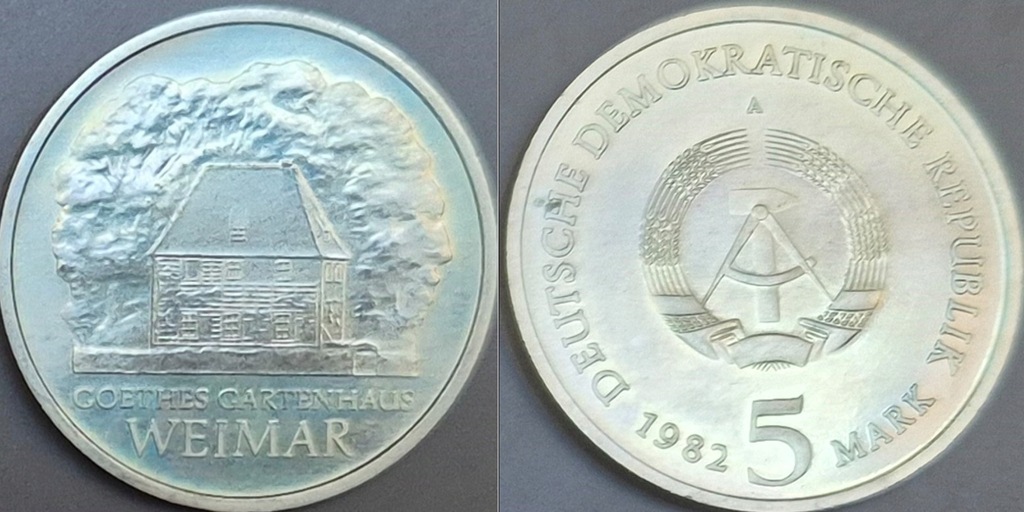 GOETHES GARTENHAUS
WEIMAR
DEUTSCHE DEMOKRATISCHE REPUBLIK
A
1982 5 MARK